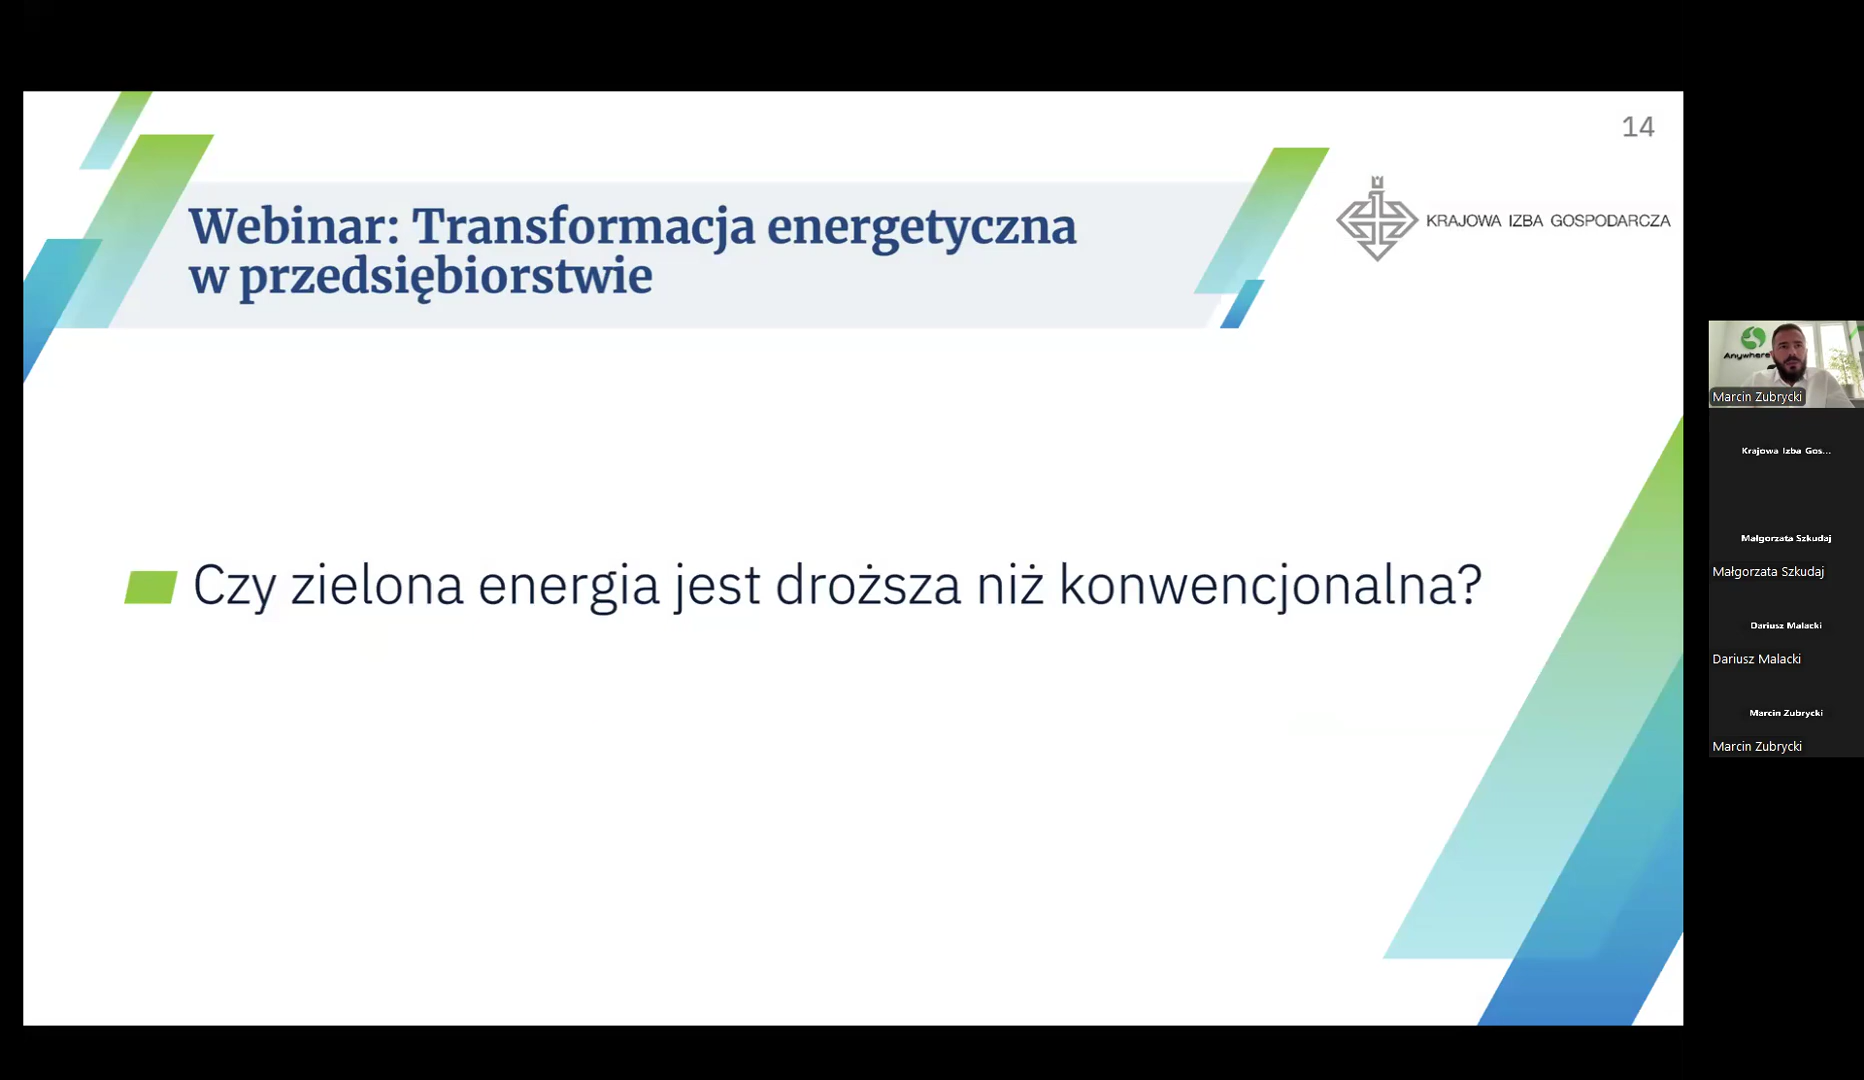 14
Webinar: Transformacja energetyczna
w przedsiębiorstwie
KRAJOWA IZBA GOSPODARCZA
Czy zielona energia jest droższa niż konwencjonalna?
Anywhere
Marcin Zubrycki
Krajowa Izba Gos...
Małgorzata Szkudaj
Małgorzata Szkudaj
Dariusz Malacki
Dariusz Malacki
Marcin Zubrycki
Marcin Zubrycki